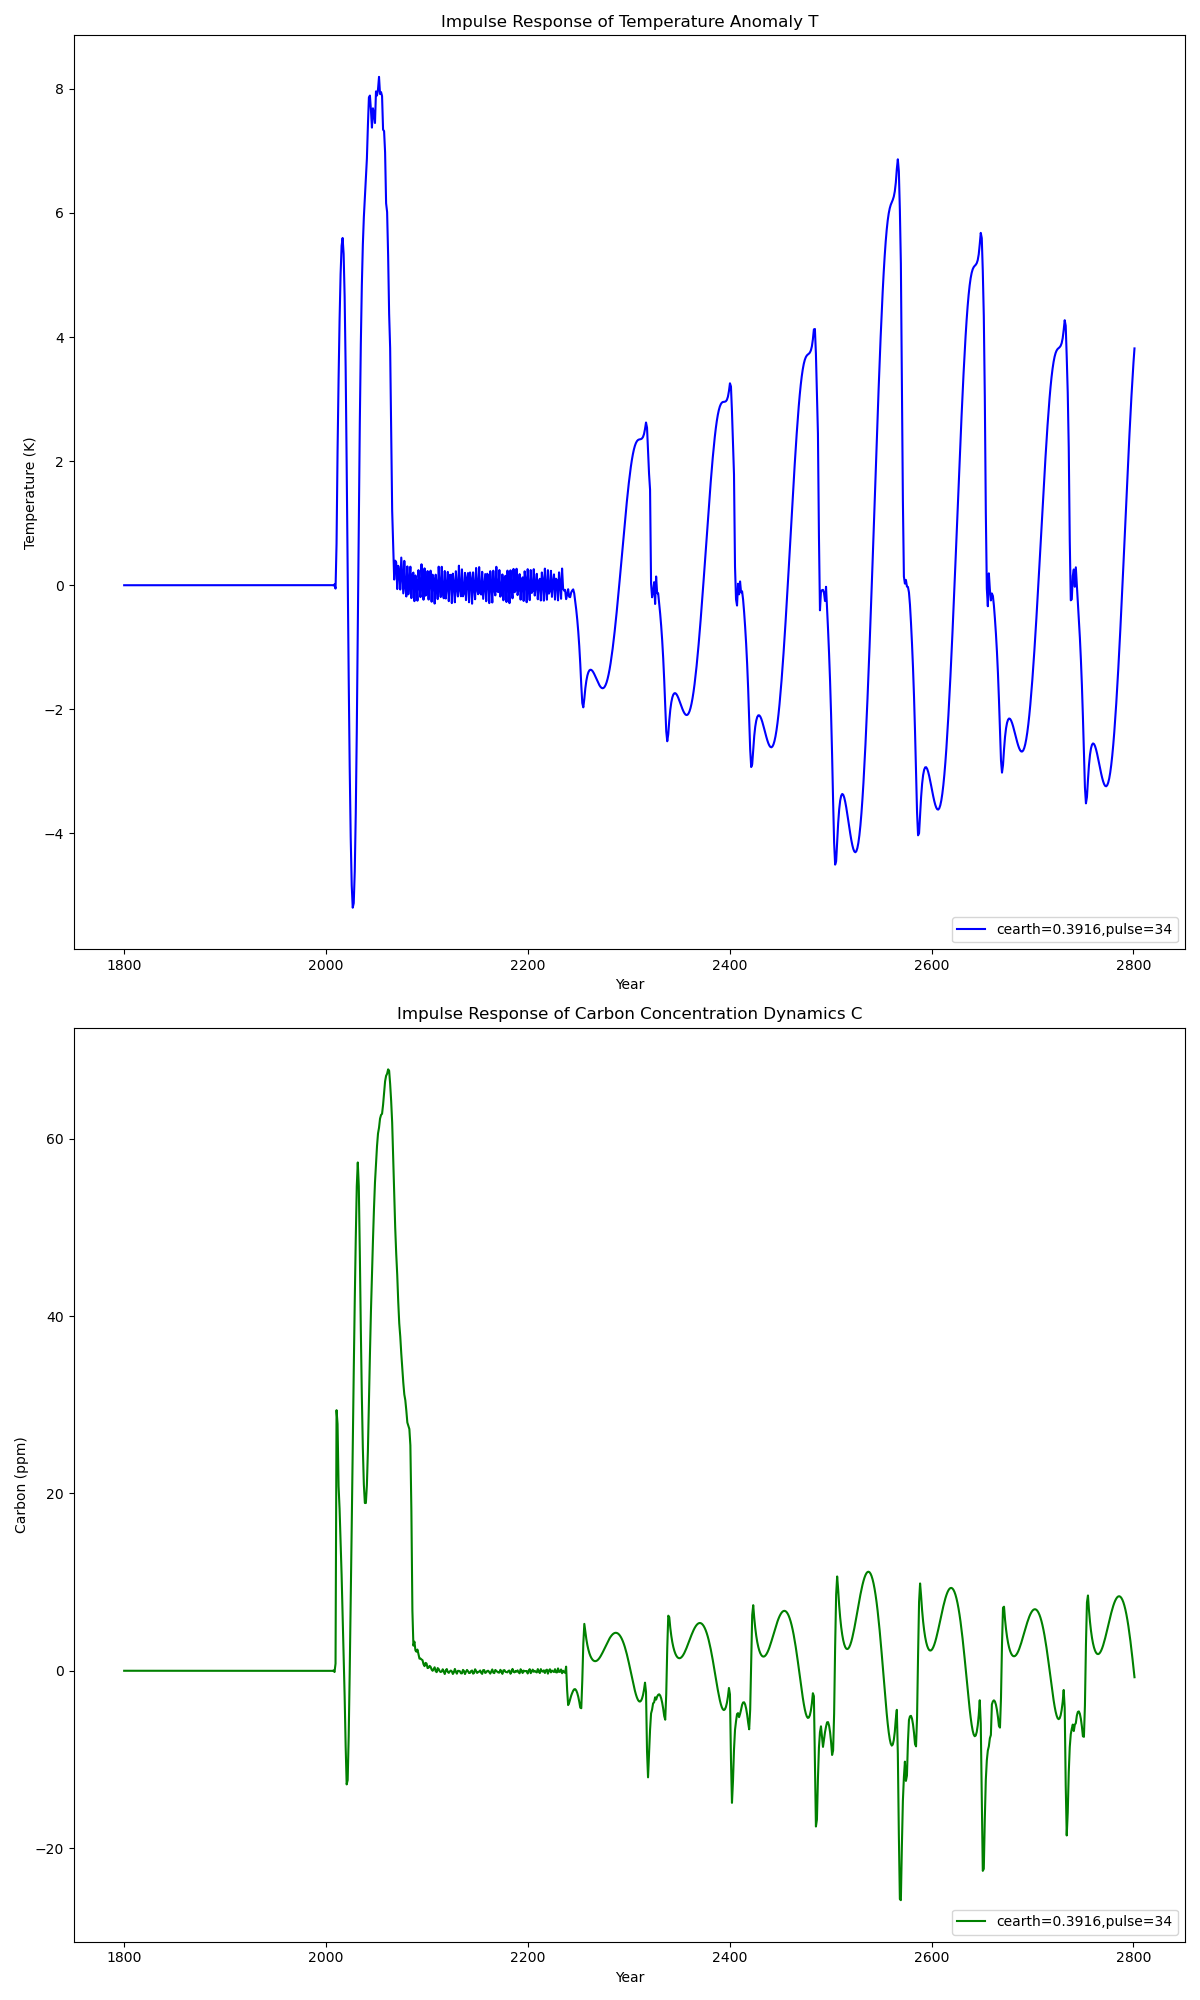 Impulse Response of Temperature Anomaly T
8
6
4
2
0
−2
−4
Temperature (K)
1800 2000 2200 2400 2600 2800
Year
cearth=0.3916,pulse=34
Impulse Response of Carbon Concentration Dynamics C
60
40
20
0
−20
Carbon (ppm)
1800 2000 2200 2400 2600 2800
Year
cearth=0.3916,pulse=34